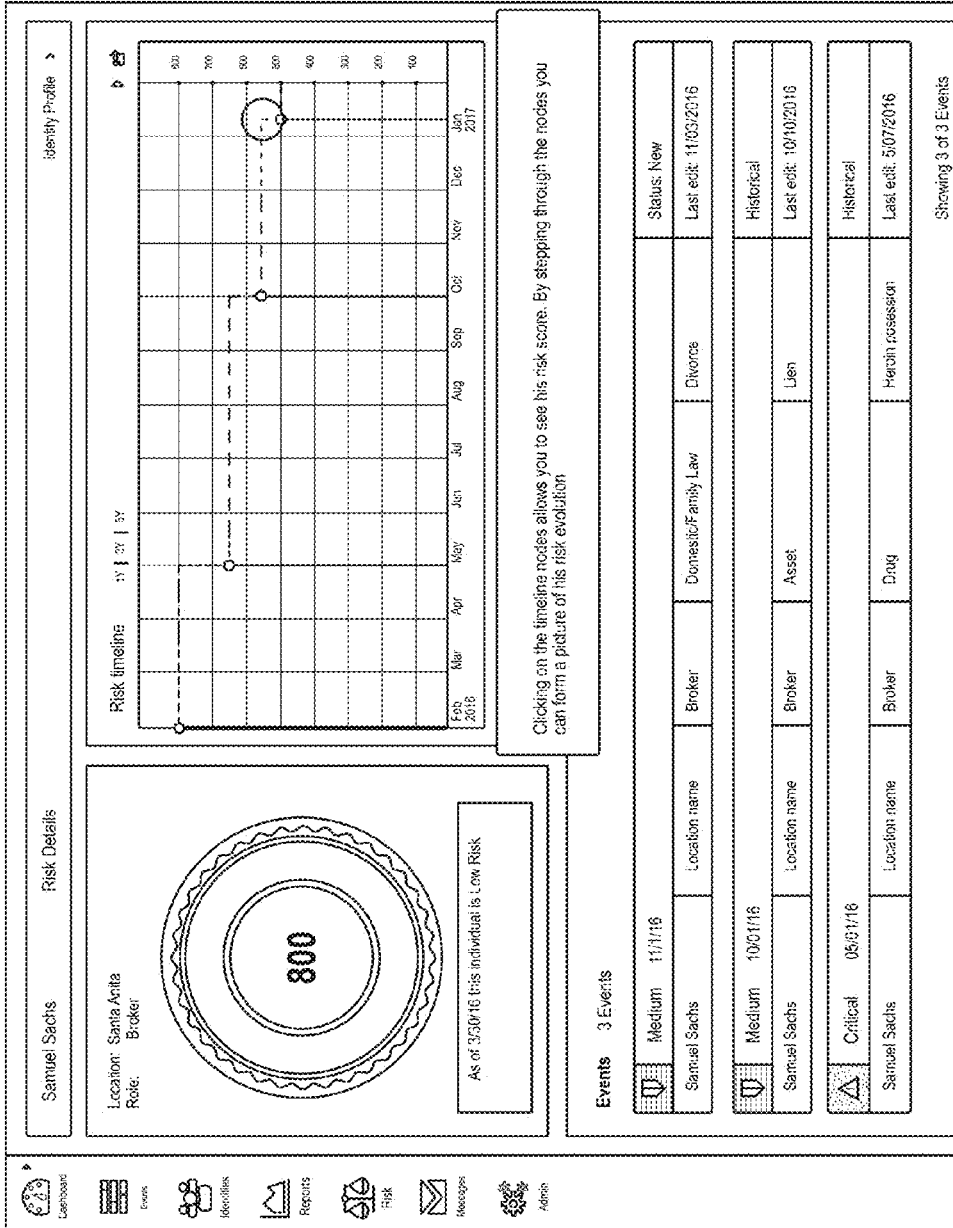 Dashboard
Events
Identities
Reports
Risk
Messages
Admin
Samuel Sachs
Risk Details
Identity Profile >
Location: Santa Anita
Role: Broker
800
As of 3/30/16 this individual is Low Risk
Risk timeline
1Y | 2Y | 5Y
800
700
600
500
400
300
200
100
Feb
2016
Mar
Apr
May
Jun
Jul
Aug
Sep
Oct
Nov
Dec
Jan
2017
Clicking on the timeline nodes allows you to see his risk score. By stepping through the nodes you
can form a picture of his risk evolution
Events 3 Events
Medium 11/1/16 Status: New
Samuel Sachs Location name Broker Domestic/Family Law Divorce Last edit: 11/03/2016
Medium 10/01/16 Historical
Samuel Sachs Location name Broker Asset Lien Last edit: 10/10/2016
Critical 05/01/16 Historical
Samuel Sachs Location name Broker Drug Heroin posession Last edit: 5/07/2016
Showing 3 of 3 Events